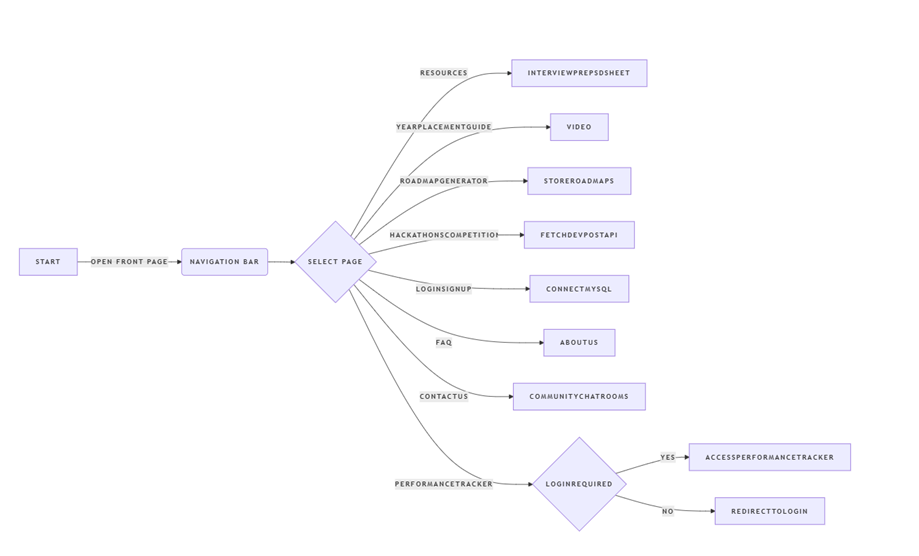 RESOURCES
INTERVIEWPREPSDSHEET
YEARPLACEMENTGUIDE
VIDEO
ROADMAPGENERATOR
STOREROADMAPS
HACKATHONSCOMPETITIO
FETCHDEVPOSTAPI
START
OPEN FRONT PAGE
NAVIGATION BAR
SELECT PAGE
LOGINSIGNUP
CONNECTMYSQL
FAQ
ABOUTUS
CONTACTUS
COMMUNITYCHATROOMS
PERFORMANCETRACKER
LOGINREQUIRED
YES
ACCESSPERFORMANCETRACKER
NO
REDIRECTTOLOGIN